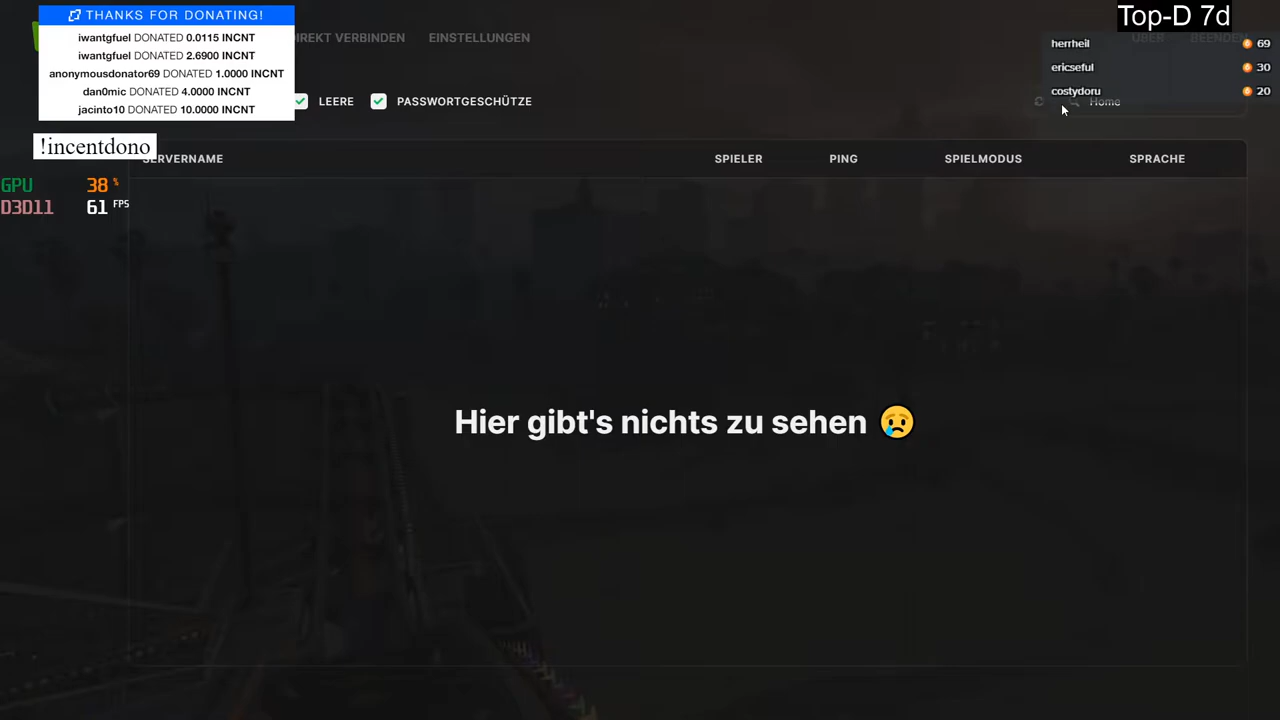 THANKS FOR DONATING!
iwantgfuel DONATED 0.0115 INCNT
iwantgfuel DONATED 2.6900 INCNT
anonymousdonator69 DONATED 1.0000 INCNT
dan0mic DONATED 4.0000 INCNT
jacinto10 DONATED 10.0000 INCNT
DIREKT VERBINDEN
EINSTELLUNGEN
ÜBER
BEENDEN
Top-D 7d
herrheil 69
ericseful 30
costydoru 20
LEERE
PASSWORTGESCHÜTZE
Home
!incentdono
SERVERNAME
SPIELER
PING
SPIELMODUS
SPRACHE
GPU 38 %
D3D11 61 FPS
Hier gibt's nichts zu sehen 😢